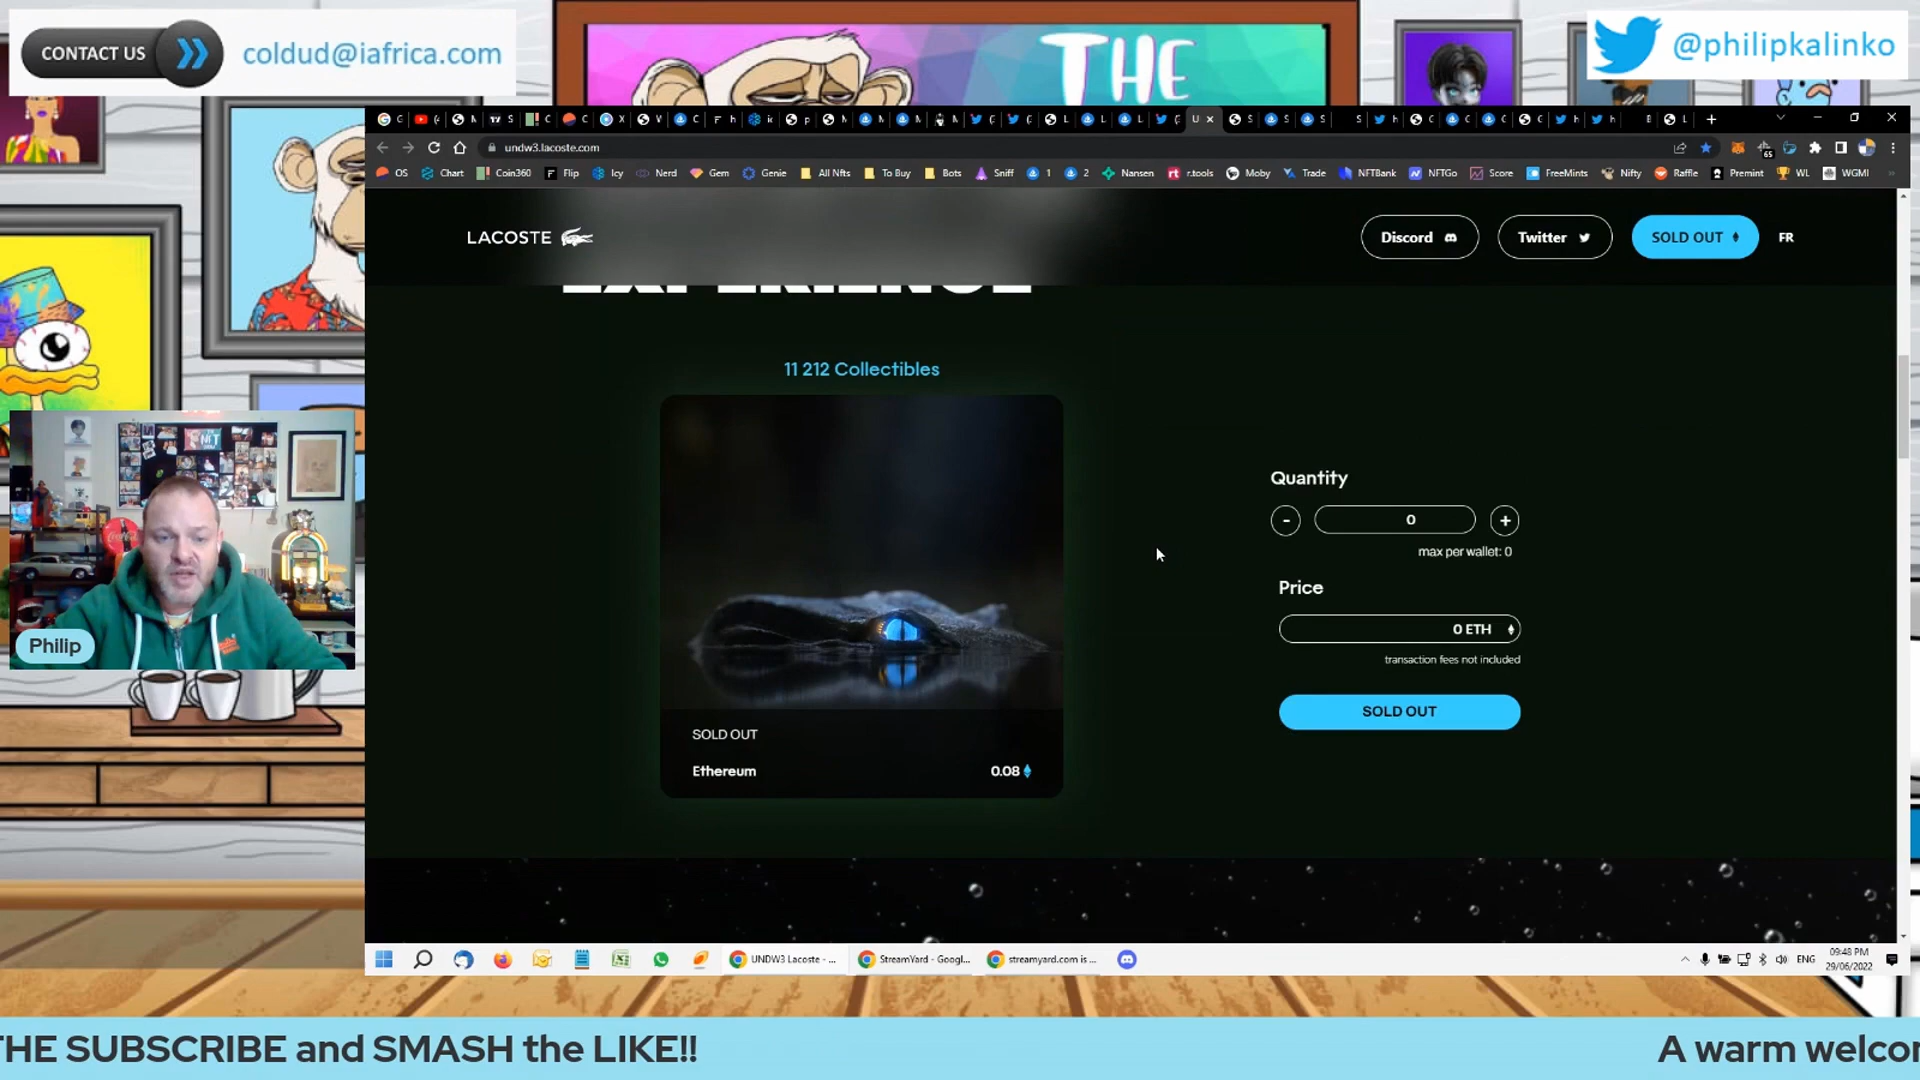 CONTACT US
coldud@iafrica.com
THE
@philipkalinko
undw3.lacoste.com
OS Chart Coin360 Flip Icy Nerd Gem Genie All Nfts To Buy Bots Sniff 1 2 Nansen r.tools Moby Trade NFTBank NFTGo Score FreeMints Nifty Raffle Premint WL WGMI
LACOSTE
Discord
Twitter
SOLD OUT
FR
EXPERIENCE
11 212 Collectibles
SOLD OUT
Ethereum 0.08
Quantity
- 0 +
max per wallet: 0
Price
0 ETH
transaction fees not included
SOLD OUT
Philip
UNDW3 Lacoste - ...
StreamYard - Googl...
streamyard.com is ...
ENG
09:48 PM
29/06/2022
THE SUBSCRIBE and SMASH the LIKE!!
A warm welcom